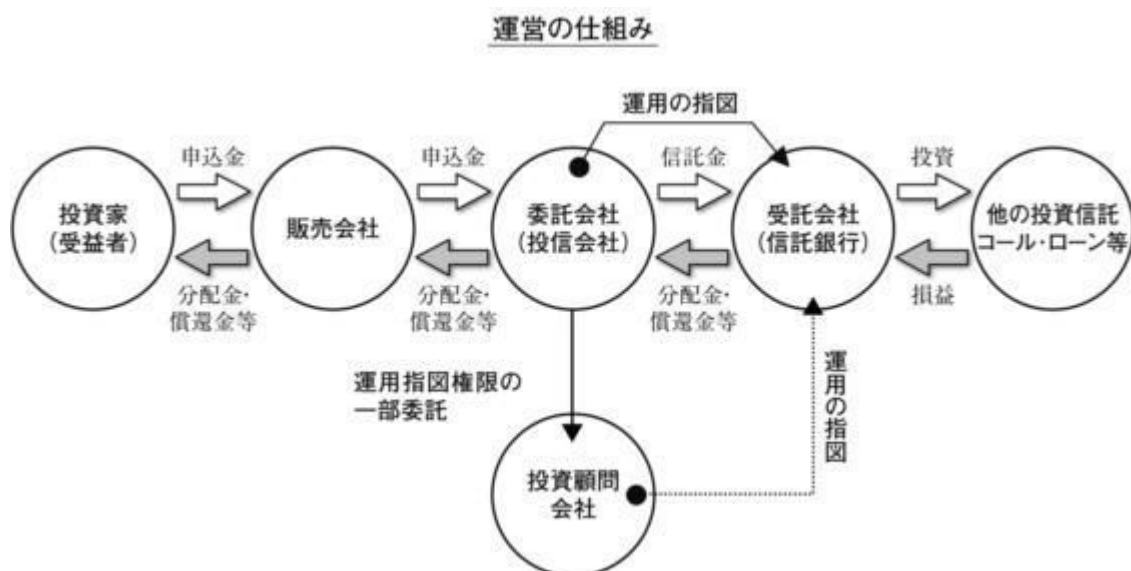 運営の仕組み
運用の指図
申込金
申込金
信託金
投資
投資家
(受益者)
販売会社
委託会社
(投信会社)
受託会社
(信託銀行)
他の投資信託
コール・ローン等
分配金・
償還金等
分配金・
償還金等
分配金・
償還金等
損益
運用指図権限の
一部委託
運用の指図
投資顧問
会社